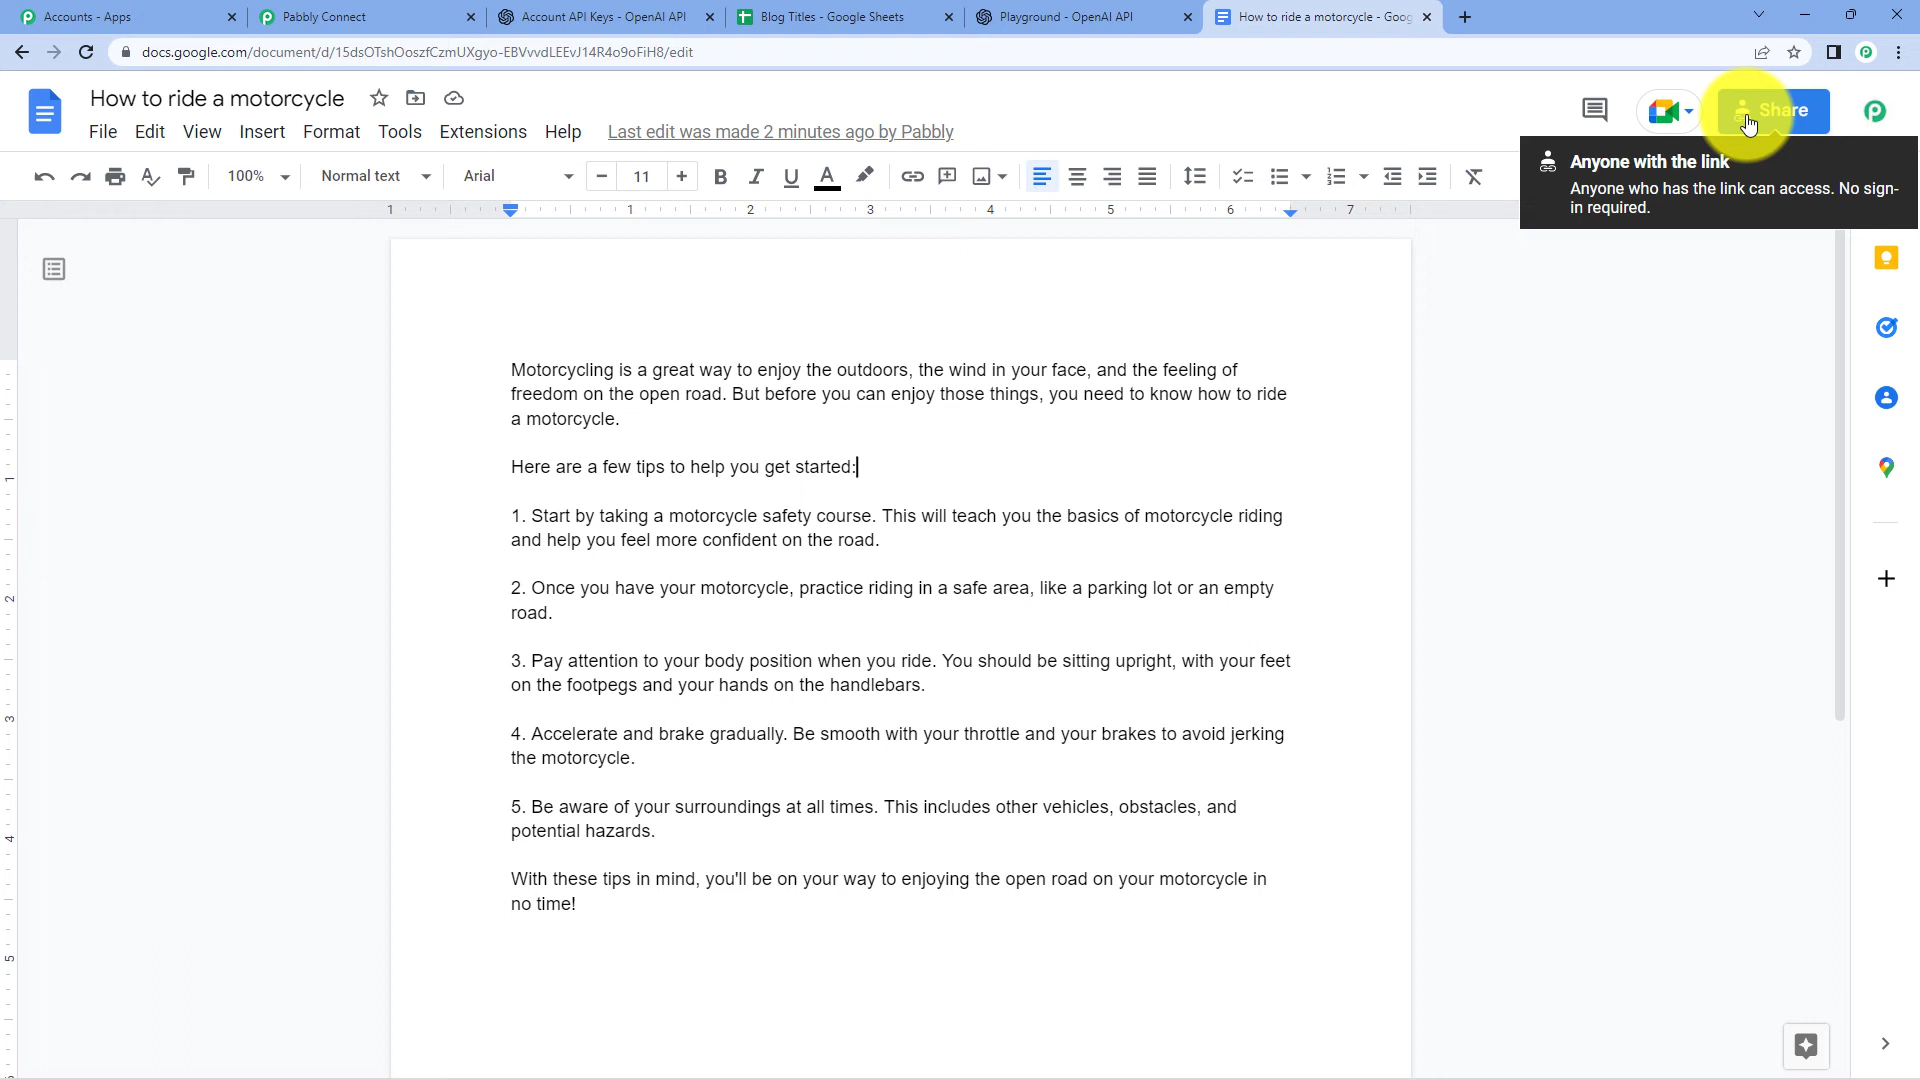 Accounts - Apps
Pabbly Connect
Account API Keys - OpenAI API
Blog Titles - Google Sheets
Playground - OpenAI API
How to ride a motorcycle - Goog
docs.google.com/document/d/15dsOTshOoszfCzmUXgyo-EBVvvdLEEvJ14R4o9oFiH8/edit
How to ride a motorcycle
Share
File Edit View Insert Format Tools Extensions Help Last edit was made 2 minutes ago by Pabbly
Anyone with the link
Anyone who has the link can access. No sign-
in required.
100% Normal text Arial 11
1 1 2 3 4 5 6 7
Motorcycling is a great way to enjoy the outdoors, the wind in your face, and the feeling of
freedom on the open road. But before you can enjoy those things, you need to know how to ride
a motorcycle.
Here are a few tips to help you get started:
1. Start by taking a motorcycle safety course. This will teach you the basics of motorcycle riding
and help you feel more confident on the road.
2. Once you have your motorcycle, practice riding in a safe area, like a parking lot or an empty
road.
3. Pay attention to your body position when you ride. You should be sitting upright, with your feet
on the footpegs and your hands on the handlebars.
4. Accelerate and brake gradually. Be smooth with your throttle and your brakes to avoid jerking
the motorcycle.
5. Be aware of your surroundings at all times. This includes other vehicles, obstacles, and
potential hazards.
With these tips in mind, you'll be on your way to enjoying the open road on your motorcycle in
no time!
1
2
3
4
5